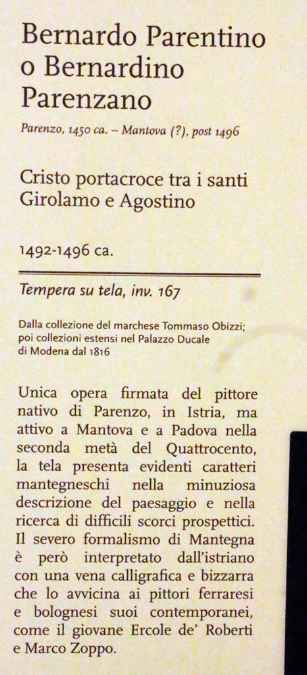 Bernardo Parentino
o Bernardino
Parenzano
Parenzo, 1450 ca. – Mantova (?), post 1496
Cristo portacroce tra i santi
Girolamo e Agostino
1492-1496 ca.
Tempera su tela, inv. 167
Dalla collezione del marchese Tommaso Obizzi;
poi collezioni estensi nel Palazzo Ducale
di Modena dal 1816
Unica opera firmata del pittore
nativo di Parenzo, in Istria, ma
attivo a Mantova e a Padova nella
seconda metà del Quattrocento,
la tela presenta evidenti caratteri
mantegneschi nella minuziosa
descrizione del paesaggio e nella
ricerca di difficili scorci prospettici.
Il severo formalismo di Mantegna
è però interpretato dall'istriano
con una vena calligrafica e bizzarra
che lo avvicina ai pittori ferraresi
e bolognesi suoi contemporanei,
come il giovane Ercole de' Roberti
e Marco Zoppo.